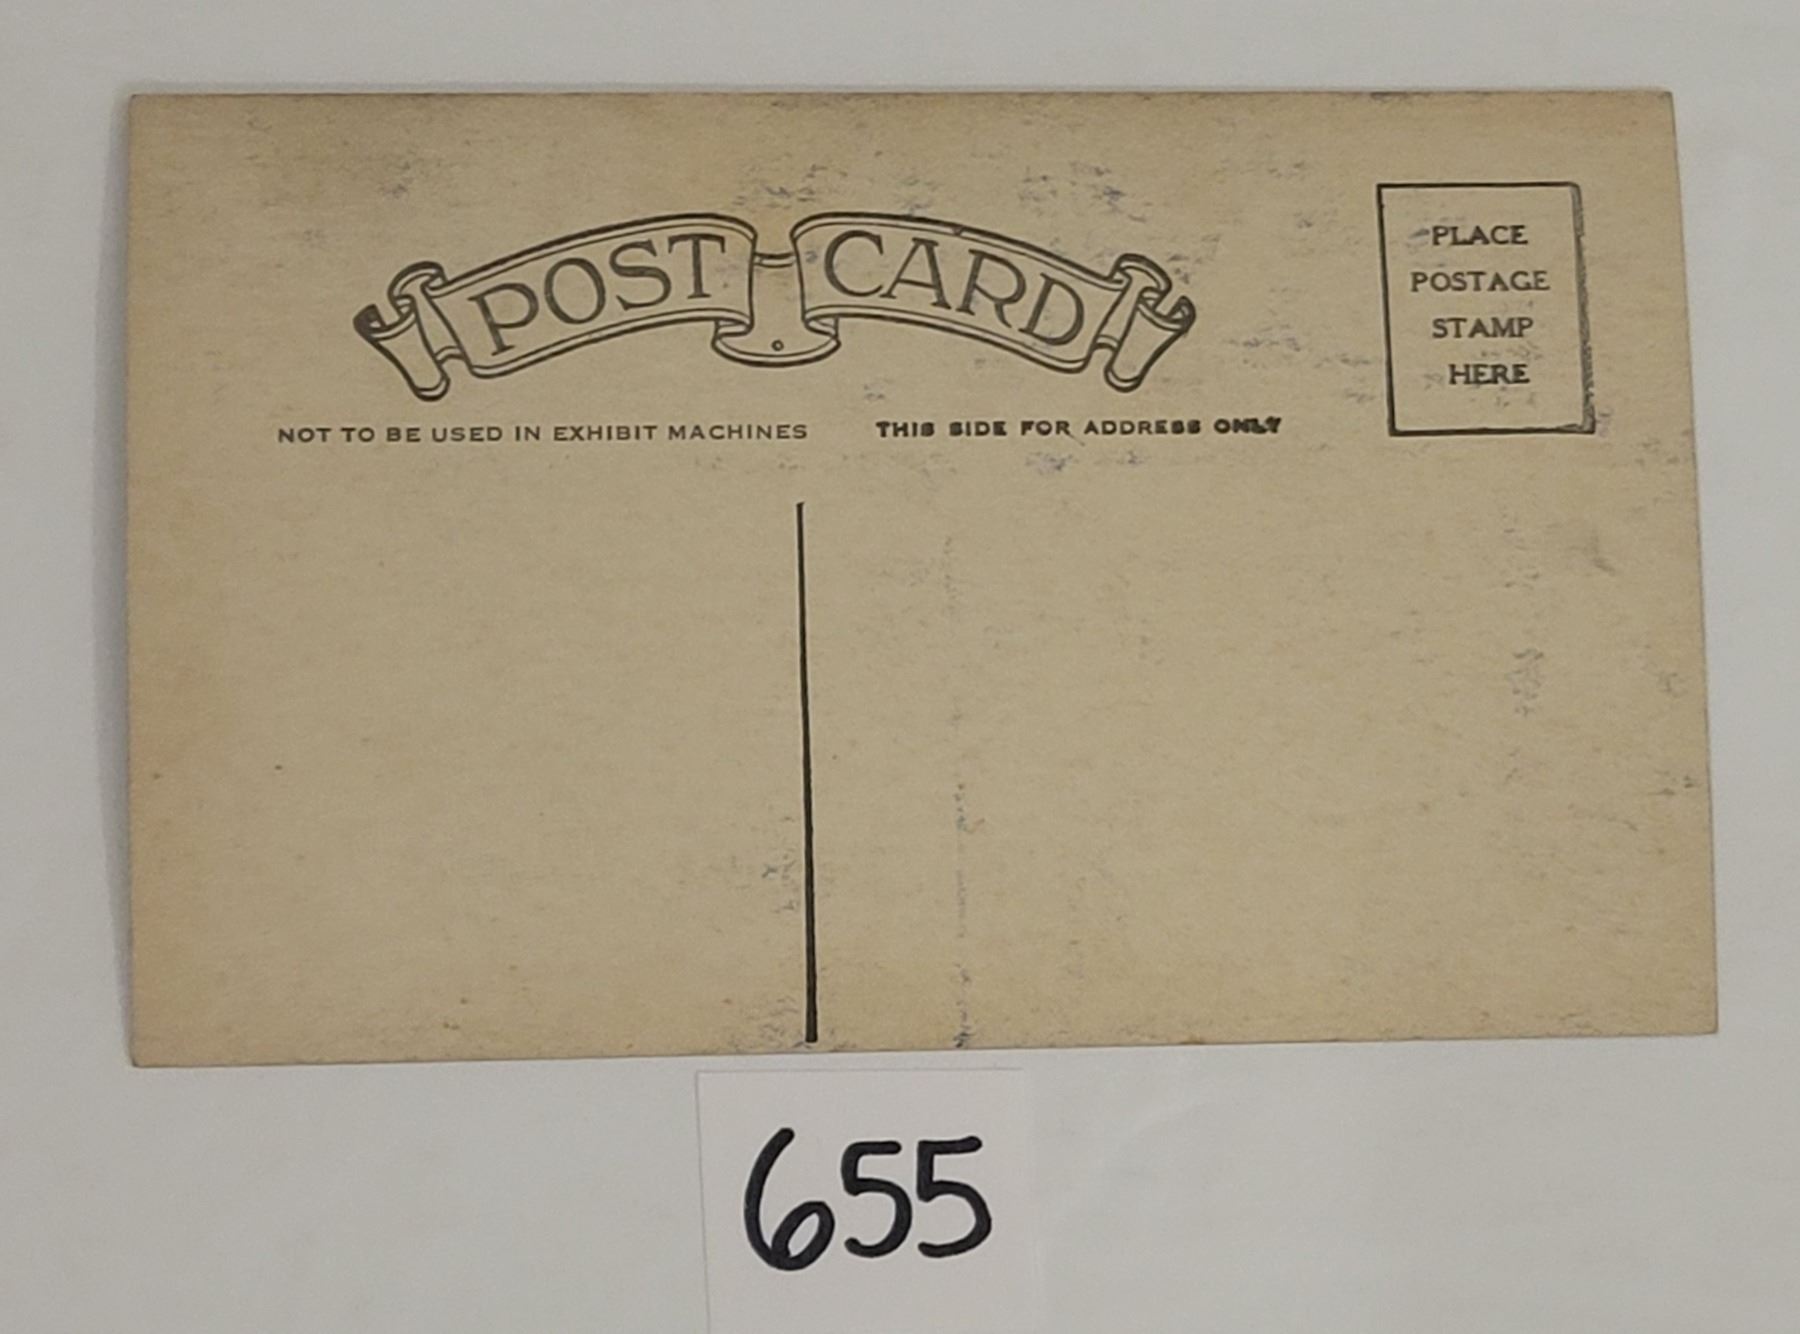 POST CARD
PLACE
POSTAGE
STAMP
HERE
NOT TO BE USED IN EXHIBIT MACHINES
THIS SIDE FOR ADDRESS ONLY
655